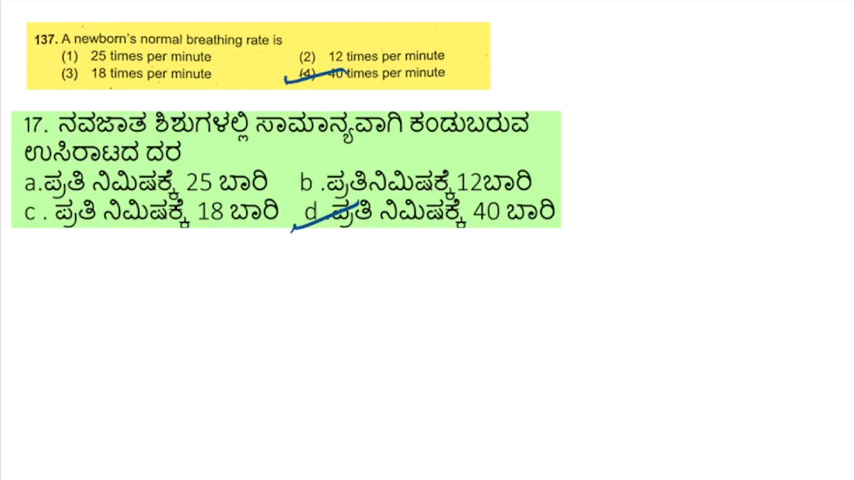 137. A newborn's normal breathing rate is
(1) 25 times per minute (2) 12 times per minute
(3) 18 times per minute (4) 40 times per minute
17. ನವಜಾತ ಶಿಶುಗಳಲ್ಲಿ ಸಾಮಾನ್ಯವಾಗಿ ಕಂಡುಬರುವ
ಉಸಿರಾಟದ ದರ
a.ಪ್ರತಿ ನಿಮಿಷಕ್ಕೆ 25 ಬಾರಿ b .ಪ್ರತಿನಿಮಿಷಕ್ಕೆ 12ಬಾರಿ
c . ಪ್ರತಿ ನಿಮಿಷಕ್ಕೆ 18 ಬಾರಿ d .ಪ್ರತಿ ನಿಮಿಷಕ್ಕೆ 40 ಬಾರಿ